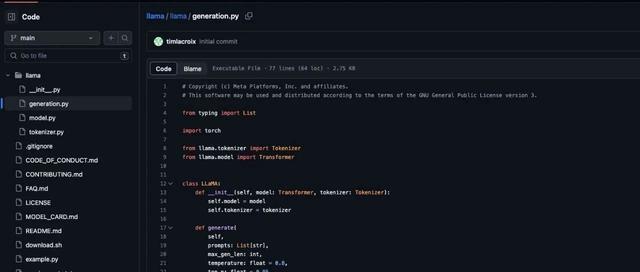 Code
main
Go to file
t
llama
__init__.py
generation.py
model.py
tokenizer.py
.gitignore
CODE_OF_CONDUCT.md
CONTRIBUTING.md
FAQ.md
LICENSE
MODEL_CARD.md
README.md
download.sh
example.py
llama / llama / generation.py
timlacroix initial commit
Code Blame Executable File · 77 lines (64 loc) · 2.75 KB
1 # Copyright (c) Meta Platforms, Inc. and affiliates.
2 # This software may be used and distributed according to the terms of the GNU General Public License version 3.
3
4 from typing import List
5
6 import torch
7
8 from llama.tokenizer import Tokenizer
9 from llama.model import Transformer
10
11
12 class LLaMA:
13 def __init__(self, model: Transformer, tokenizer: Tokenizer):
14 self.model = model
15 self.tokenizer = tokenizer
16
17 def generate(
18 self,
19 prompts: List[str],
20 max_gen_len: int,
21 temperature: float = 0.8,